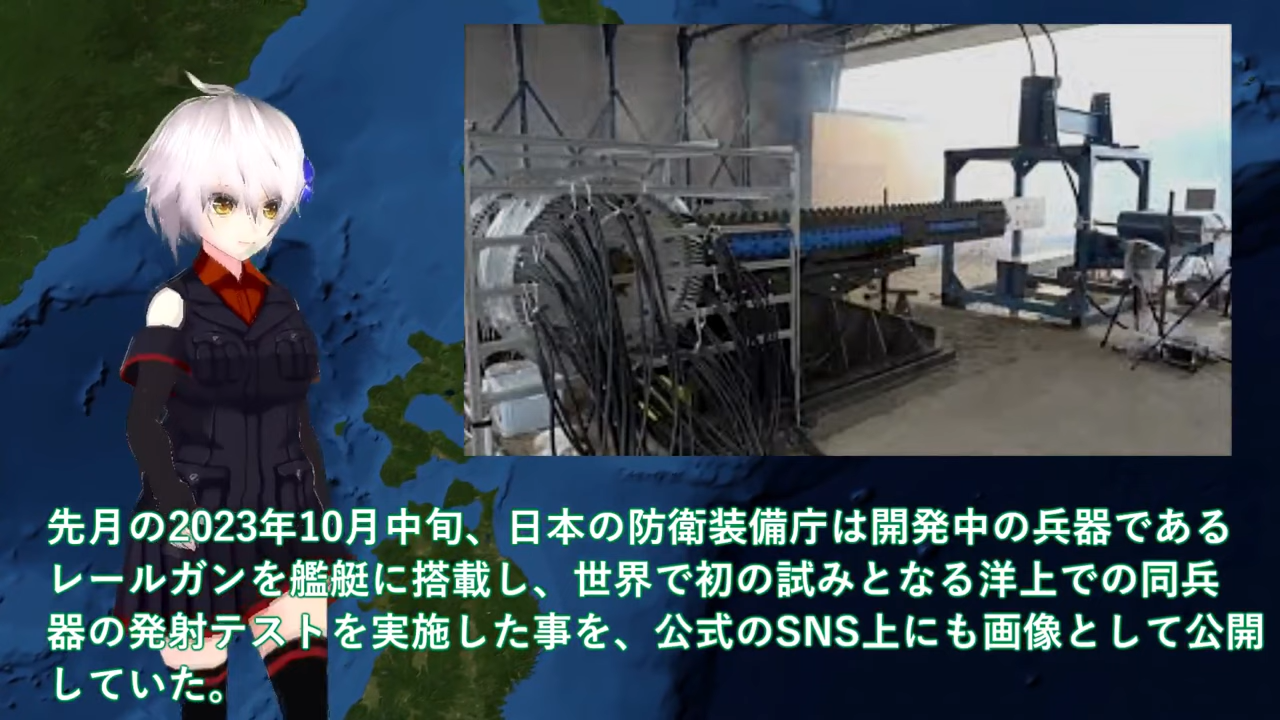 先月の2023年10月中旬、日本の防衛装備庁は開発中の兵器である
レールガンを艦艇に搭載し、世界で初の試みとなる洋上での同兵
器の発射テストを実施した事を、公式のSNS上にも画像として公開
していた。